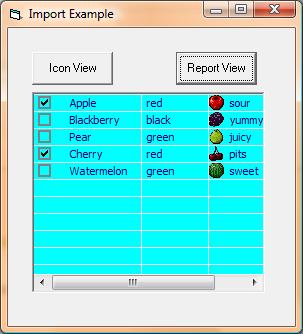 Import Example
Icon View Report View
Apple red sour
Blackberry black yummy
Pear green juicy
Cherry red pits
Watermelon green sweet